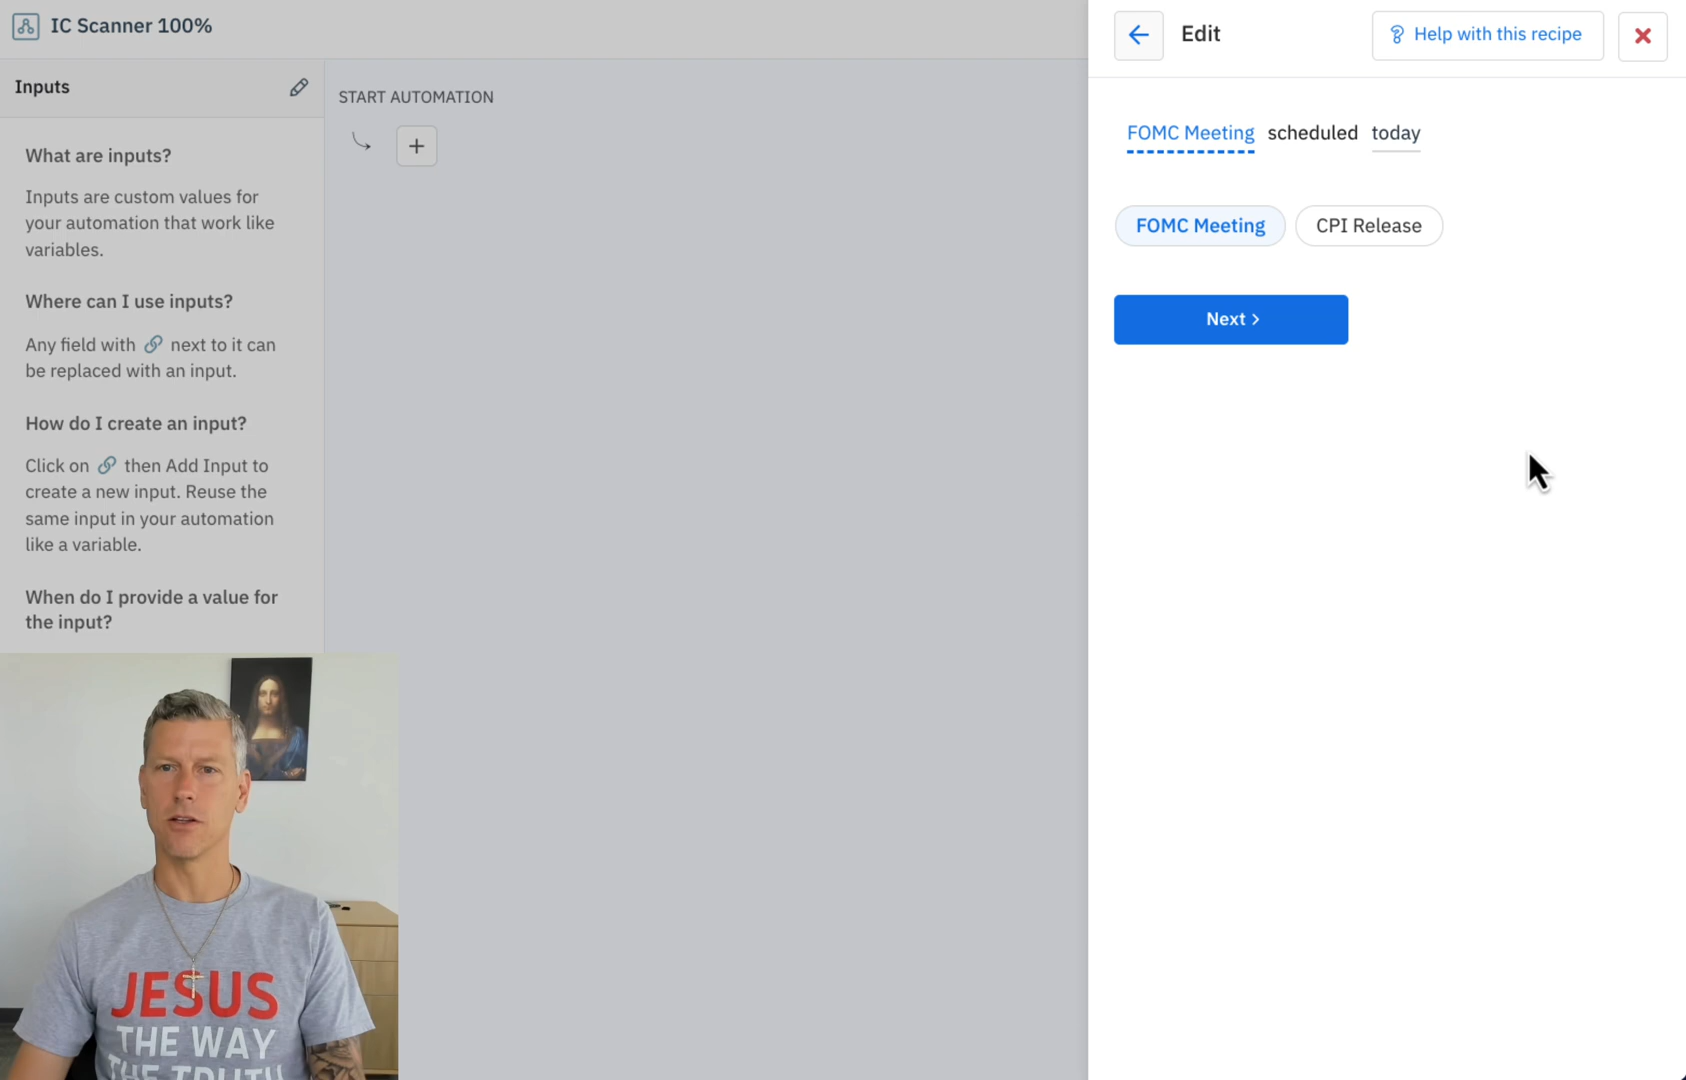 IC Scanner 100%
Inputs
What are inputs?
Inputs are custom values for
your automation that work like
variables.
Where can I use inputs?
Any field with next to it can
be replaced with an input.
How do I create an input?
Click on then Add Input to
create a new input. Reuse the
same input in your automation
like a variable.
When do I provide a value for
the input?
START AUTOMATION
Edit
Help with this recipe
FOMC Meeting scheduled today
FOMC Meeting
CPI Release
Next >
JESUS
THE WAY
THE TRUTH